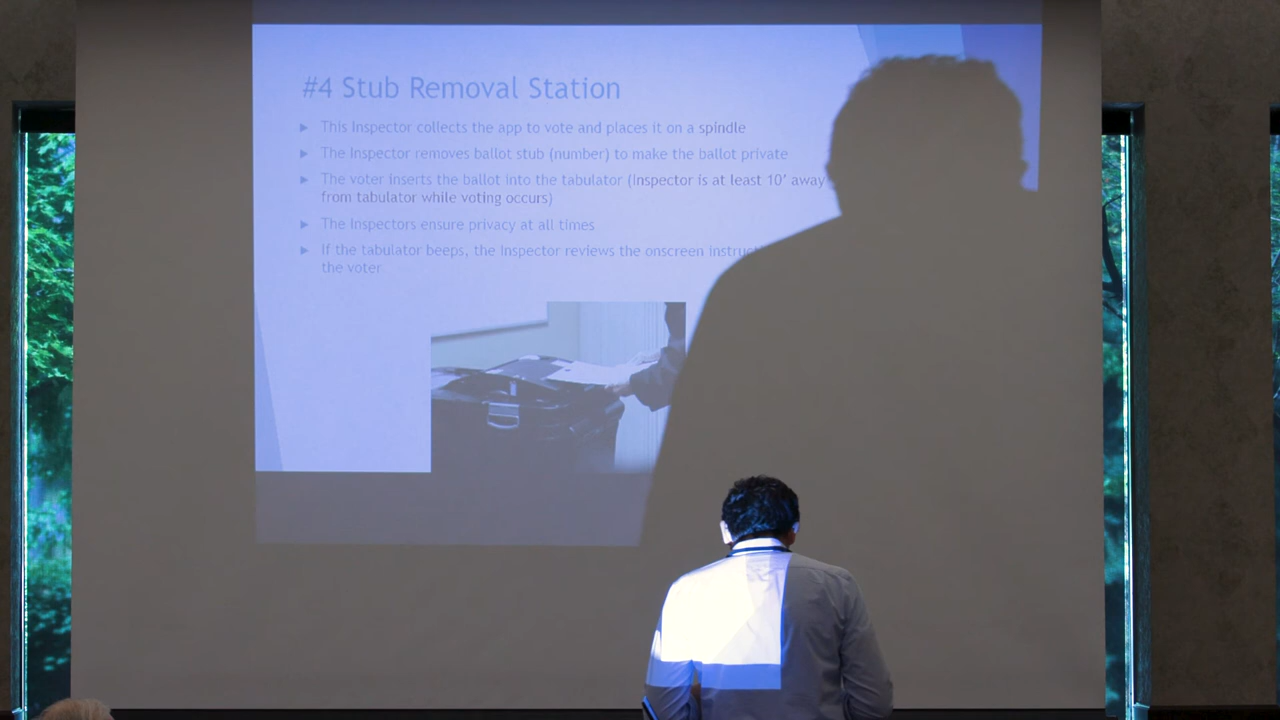 #4 Stub Removal Station
This Inspector collects the app to vote and places it on a spindle
The Inspector removes ballot stub (number) to make the ballot private
The voter inserts the ballot into the tabulator (Inspector is at least 10' away
from tabulator while voting occurs)
The Inspectors ensure privacy at all times
If the tabulator beeps, the Inspector reviews the onscreen
the voter